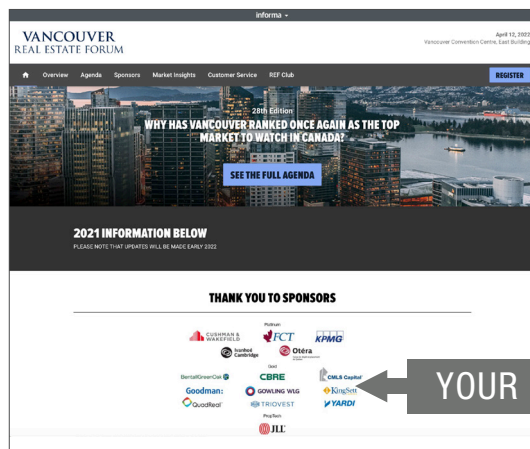 informa
VANCOUVER
REAL ESTATE FORUM
April 12, 2022
Vancouver Convention Centre, East Building
Overview Agenda Sponsors Market Insights Customer Service REF Club
REGISTER
28th Edition
WHY HAS VANCOUVER RANKED ONCE AGAIN AS THE TOP
MARKET TO WATCH IN CANADA?
SEE THE FULL AGENDA
2021 INFORMATION BELOW
PLEASE NOTE THAT UPDATES WILL BE MADE EARLY 2022
THANK YOU TO SPONSORS
Platinum
CUSHMAN &
WAKEFIELD
FCT
KPMG
Ivanhoé
Cambridge
Otéra
Gold
BentallGreenOak
CBRE
CMLS Capital
Goodman:
GOWLING WLG
KingSett
QuadReal
TRIOVEST
YARDI
PropTech
JLL
YOUR